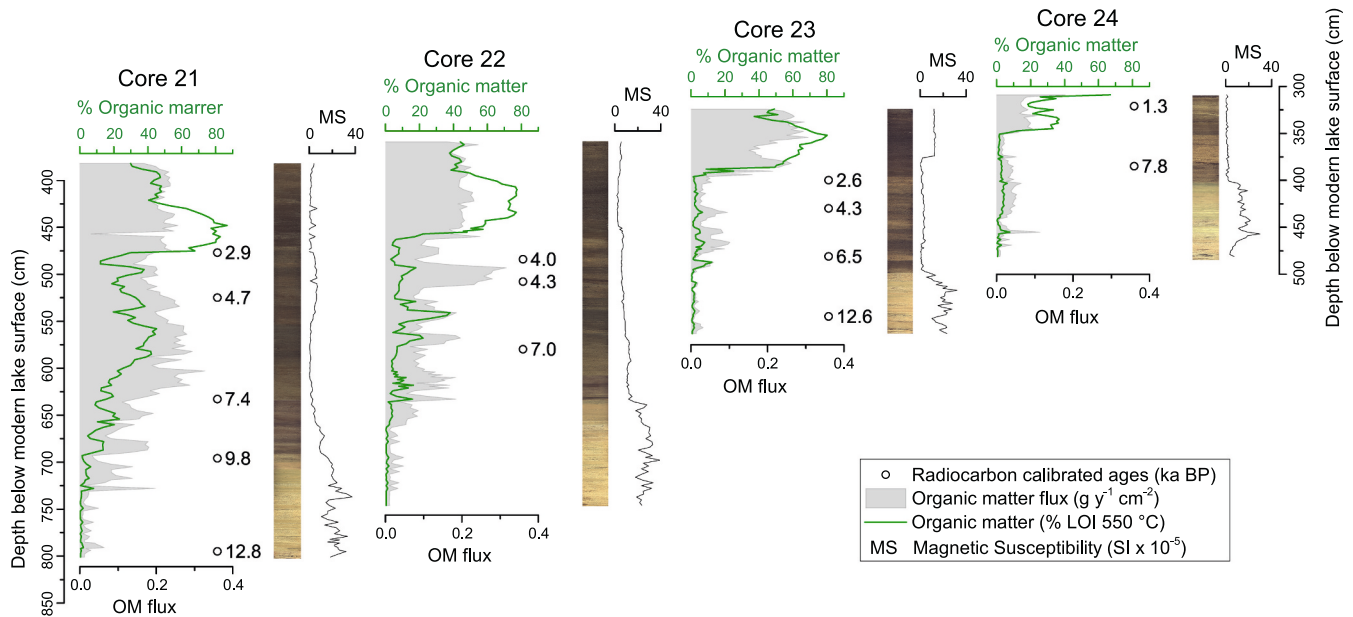 Core 21
% Organic marrer
0 20 40 60 80
MS
0 40
Depth below modern lake surface (cm)
400
450
500
550
600
650
700
750
800
850
2.9
4.7
7.4
9.8
12.8
0.0 0.2 0.4
OM flux
Core 22
% Organic matter
0 20 40 60 80
MS
0 40
4.0
4.3
7.0
0.0 0.2 0.4
OM flux
Core 23
% Organic matter
0 20 40 60 80
MS
0 40
2.6
4.3
6.5
12.6
0.0 0.2 0.4
OM flux
Core 24
% Organic matter
0 40 80
MS
0 40
1.3
7.8
0.0 0.2 0.4
OM flux
300
350
400
450
500
Depth below modern lake surface (cm)
Radiocarbon calibrated ages (ka BP)
Organic matter flux (g y⁻¹ cm⁻²)
Organic matter (% LOI 550 °C)
MS Magnetic Susceptibility (SI x 10⁻⁵)